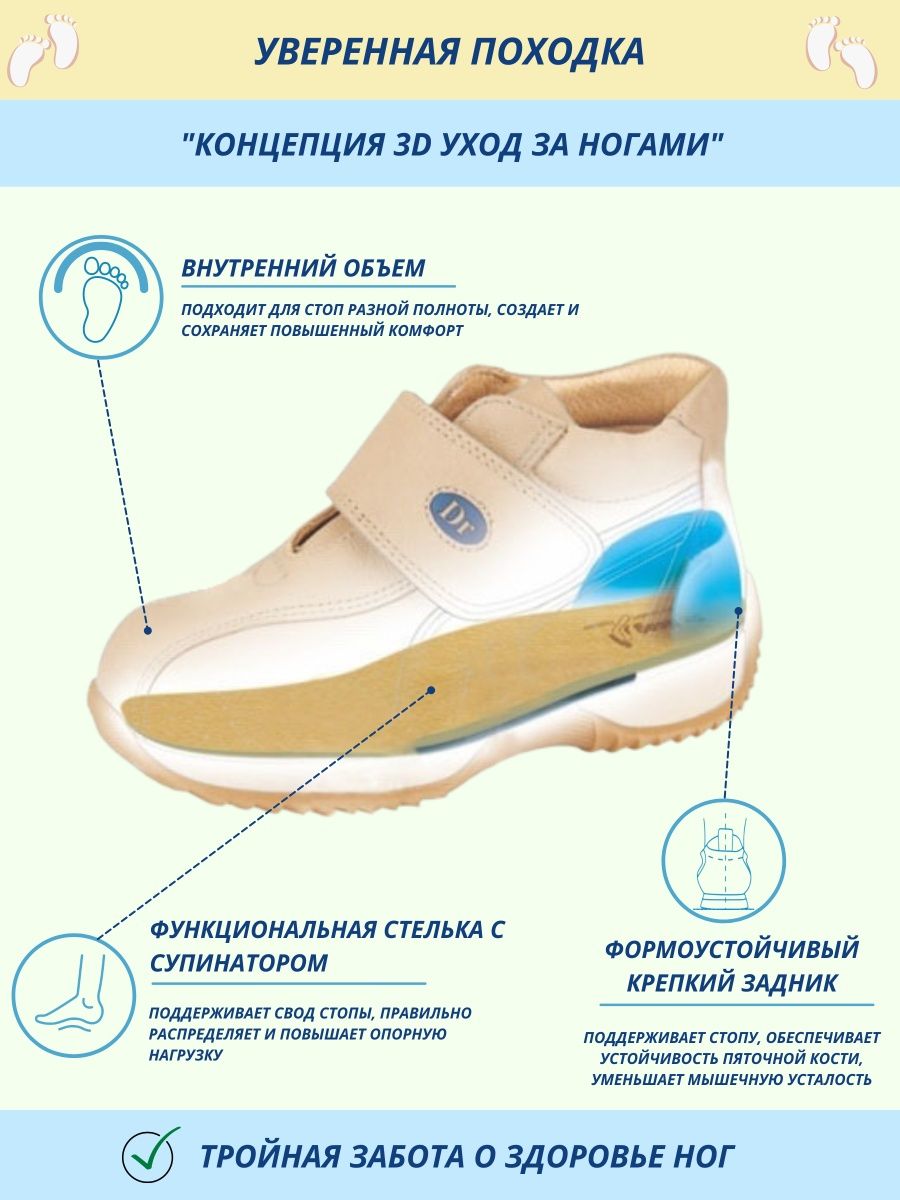 УВЕРЕННАЯ ПОХОДКА
"КОНЦЕПЦИЯ 3D УХОД ЗА НОГАМИ"
ВНУТРЕННИЙ ОБЪЕМ
ПОДХОДИТ ДЛЯ СТОП РАЗНОЙ ПОЛНОТЫ, СОЗДАЕТ И
СОХРАНЯЕТ ПОВЫШЕННЫЙ КОМФОРТ
Dr
ФУНКЦИОНАЛЬНАЯ СТЕЛЬКА С
СУПИНАТОРОМ
ПОДДЕРЖИВАЕТ СВОД СТОПЫ, ПРАВИЛЬНО
РАСПРЕДЕЛЯЕТ И ПОВЫШАЕТ ОПОРНУЮ
НАГРУЗКУ
ФОРМОУСТОЙЧИВЫЙ
КРЕПКИЙ ЗАДНИК
ПОДДЕРЖИВАЕТ СТОПУ, ОБЕСПЕЧИВАЕТ
УСТОЙЧИВОСТЬ ПЯТОЧНОЙ КОСТИ,
УМЕНЬШАЕТ МЫШЕЧНУЮ УСТАЛОСТЬ
ТРОЙНАЯ ЗАБОТА О ЗДОРОВЬЕ НОГ